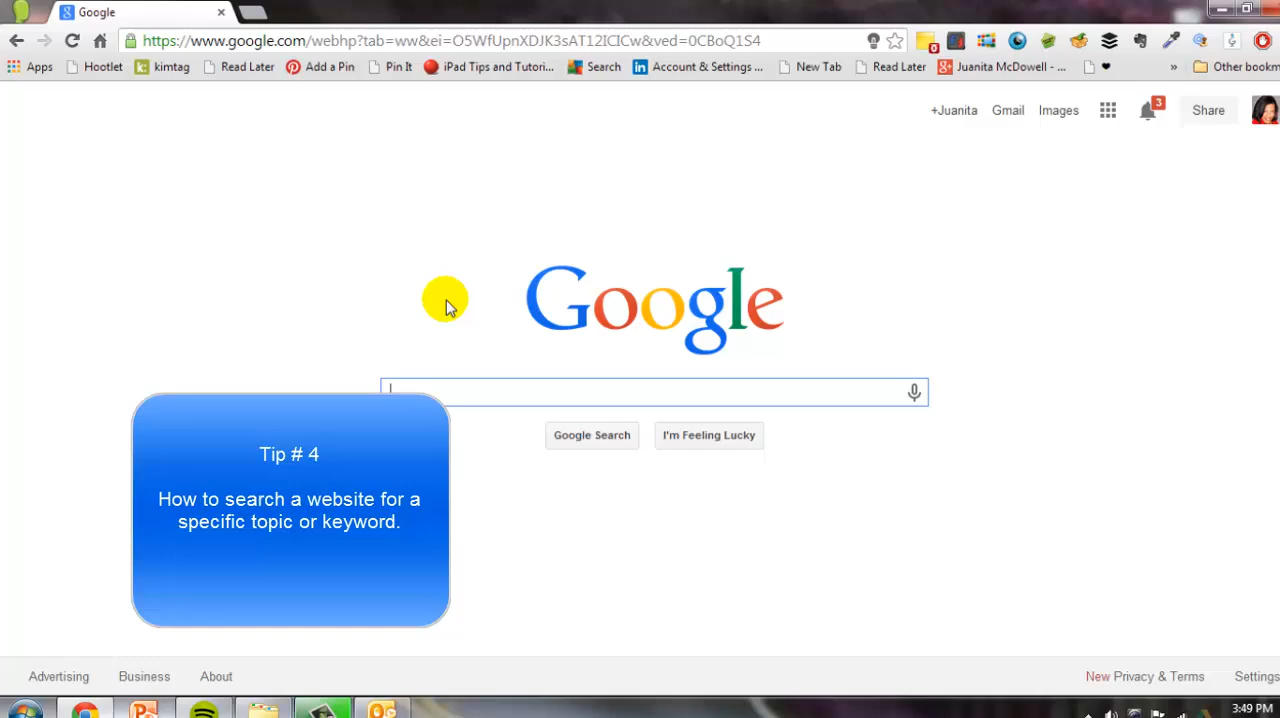 Google
https://www.google.com/webhp?tab=ww&ei=O5WfUpnXDJK3sAT12ICICw&ved=0CBoQ1S4
Apps Hootlet kimtag Read Later Add a Pin Pin It iPad Tips and Tutori... Search Account & Settings ... New Tab Read Later Juanita McDowell - ... » Other bookm
+Juanita Gmail Images 3 Share
Google
Google Search I'm Feeling Lucky
Tip # 4
How to search a website for a
specific topic or keyword.
Advertising Business About New Privacy & Terms Settings
3:49 PM